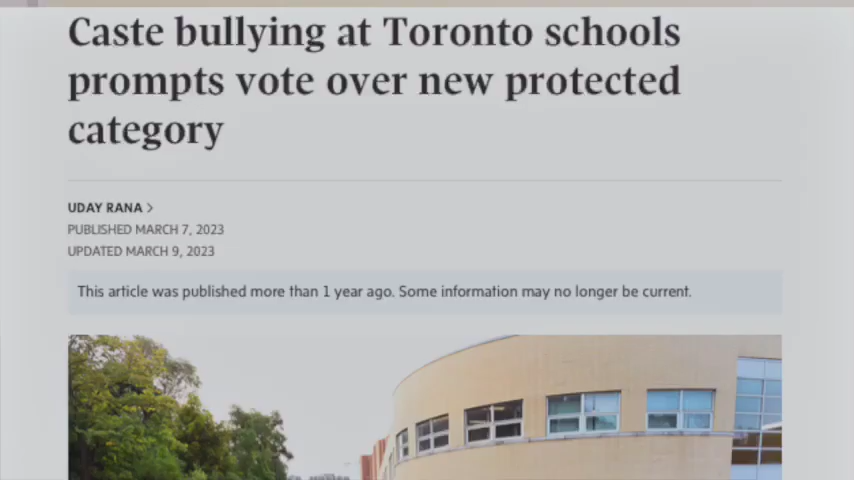 Caste bullying at Toronto schools
prompts vote over new protected
category
UDAY RANA >
PUBLISHED MARCH 7, 2023
UPDATED MARCH 9, 2023
This article was published more than 1 year ago. Some information may no longer be current.